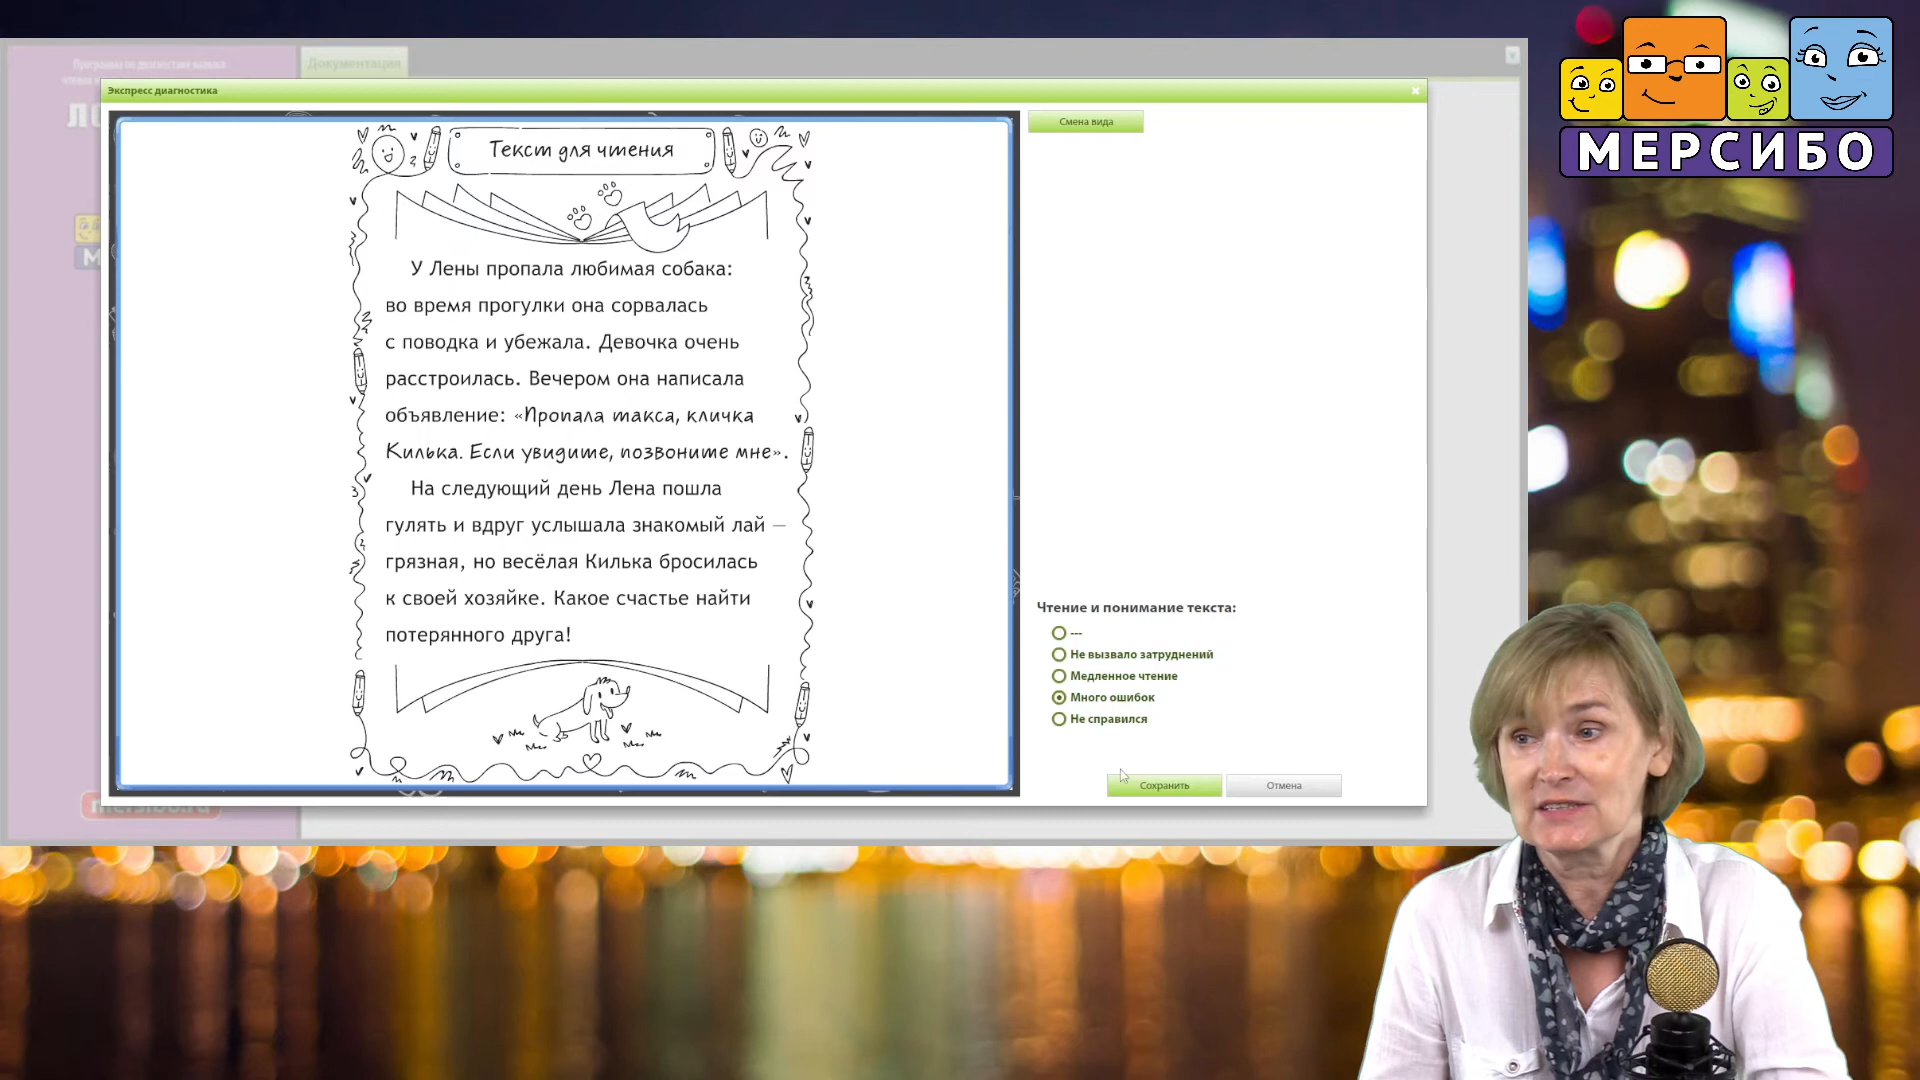 Документация
Экспресс диагностика
Смена вида
МЕРСИБО
Текст для чтения
У Лены пропала любимая собака:
во время прогулки она сорвалась
с поводка и убежала. Девочка очень
расстроилась. Вечером она написала
объявление: «Пропала такса, кличка
Килька. Если увидите, позвоните мне».
На следующий день Лена пошла
гулять и вдруг услышала знакомый лай –
грязная, но весёлая Килька бросилась
к своей хозяйке. Какое счастье найти
потерянного друга!
Чтение и понимание текста:
---
Не вызвало затруднений
Медленное чтение
Много ошибок
Не справился
Сохранить
Отмена
mersibo.ru